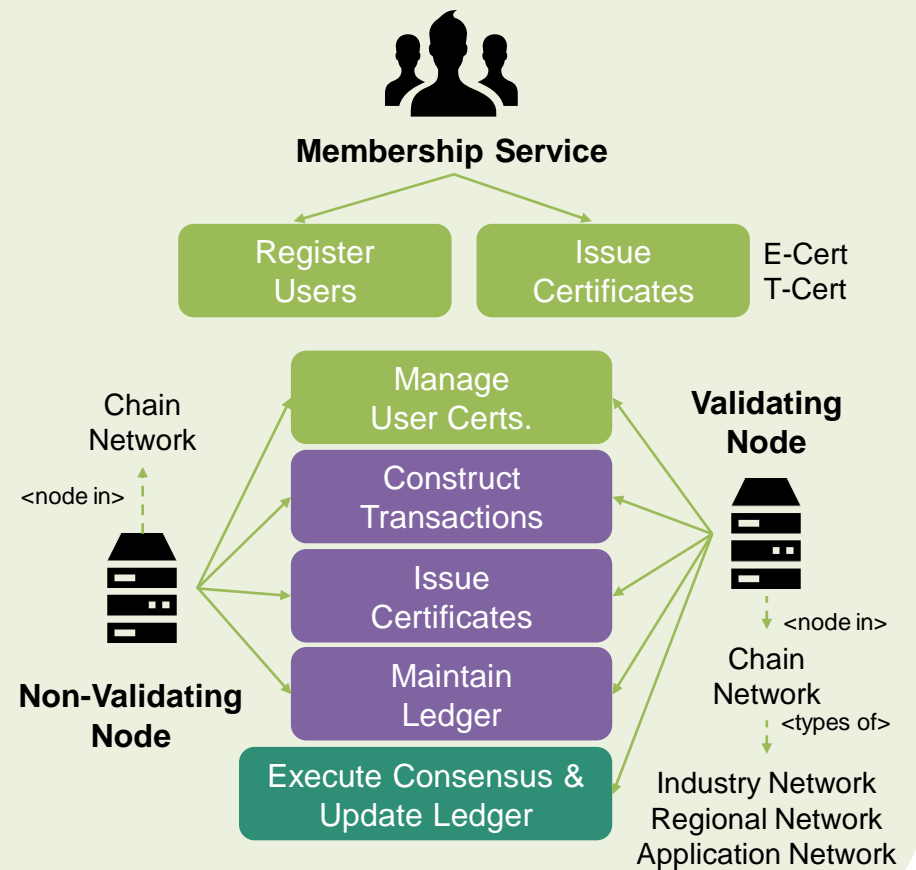 Membership Service
Register
Users
Issue
Certificates
E-Cert
T-Cert
Chain
Network
<node in>
Non-Validating
Node
Manage
User Certs.
Construct
Transactions
Issue
Certificates
Maintain
Ledger
Execute Consensus &
Update Ledger
Validating
Node
<node in>
Chain
Network
<types of>
Industry Network
Regional Network
Application Network